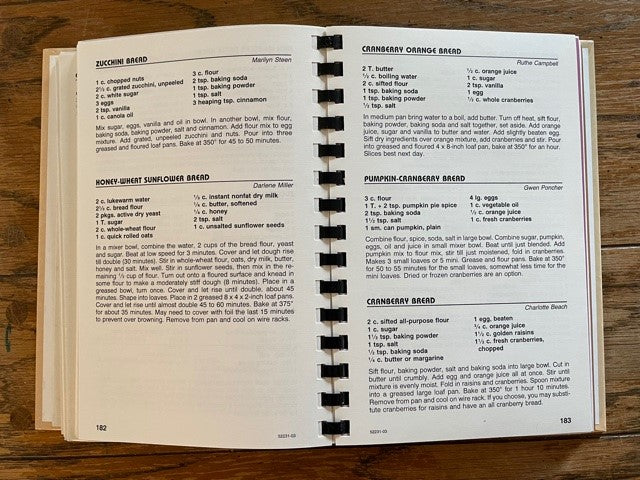 ZUCCHINI BREAD
Marilyn Steen
1 c. chopped nuts
2½ c. grated zucchini, unpeeled
2 c. white sugar
3 eggs
2 tsp. vanilla
1 c. canola oil
3 c. flour
2 tsp. baking soda
1 tsp. baking powder
1 tsp. salt
3 heaping tsp. cinnamon
Mix sugar, eggs, vanilla and oil in bowl. In another bowl, mix flour,
baking soda, baking powder, salt and cinnamon. Add flour mix to egg
mixture. Add grated, unpeeled zucchini and nuts. Pour into three
greased and floured loaf pans. Bake at 350° for 45 to 50 minutes.
HONEY-WHEAT SUNFLOWER BREAD
Darlene Miller
2 c. lukewarm water
c. bread flour
2 pkgs. active dry yeast
1 T. sugar
2 c. whole-wheat flour
1 c. quick rolled oats
c. instant nonfat dry milk
¼ c. butter, softened
¼ c. honey
2 tsp. salt
1 c. unsalted sunflower seeds
In a mixer bowl, combine the water, 2 cups of the bread flour, yeast
and sugar. Beat at low speed for 3 minutes. Cover and let dough rise
till double (30 minutes). Stir in whole-wheat flour, oats, dry milk, butter,
honey and salt. Mix well. Stir in sunflower seeds, then mix in the re-
maining cup of flour. Turn out onto a floured surface and knead in
some flour to make a moderately stiff dough (8 minutes). Place in a
greased bowl, turn once. Cover and let rise until double, about 45
minutes. Shape into loaves. Place in 2 greased 8 x 4 x 2-inch loaf pans.
Cover and let rise until almost double 45 to 60 minutes. Bake at 375°
for about 35 minutes. May need to cover with foil the last 15 minutes
to prevent over browning. Remove from pan and cool on wire racks.
182
52231-03
CRANBERRY ORANGE BREAD
Ruthe Campbell
2 T. butter
c. boiling water
2 c. sifted flour
1 tsp. baking soda
1 tsp. baking powder
½ tsp. salt
½ c. orange juice
1 c. sugar
2 tsp. vanilla
1 egg
½ c. whole cranberries
In medium pan bring water to a boil, add butter. Turn off heat, sift flour,
baking powder, baking soda and salt together, set aside. Add orange
juice, sugar and vanilla to butter and water. Add slightly beaten egg.
Sift dry ingredients over orange mixture, add cranberries and stir. Pour
into greased and floured 4 x 8-inch loaf pan, bake at 350° for an hour.
Slices best next day.
PUMPKIN-CRANBERRY BREAD
Gwen Poncher
3 c. flour
1 T. + 2 tsp. pumpkin pie spice
2 tsp. baking soda
1½ tsp. salt
1 sm. can pumpkin, plain
4 lg. eggs
1 c. vegetable oil
½ c. orange juice
1 c. fresh cranberries
Combine flour, spice, soda, salt in large bowl. Combine sugar, pumpkin,
eggs, oil and juice in small mixer bowl. Beat until just blended. Add
pumpkin mix to flour mix, stir till just moistened, fold in cranberries.
Makes 3 small loaves or 5 mini. Grease and flour pans. Bake at 350°
for 50 to 55 minutes for the small loaves, somewhat less time for the
mini loaves. Dried or frozen cranberries are an option.
CRANBERRY BREAD
Charlotte Beach
2 c. sifted all-purpose flour
1 c. sugar
1½ tsp. baking powder
1 tsp. salt
½ tsp. baking soda
¼ c. butter or margarine
1 egg, beaten
¾ c. orange juice
1½ c. golden raisins
1½ c. fresh cranberries,
chopped
Sift flour, baking powder, salt and baking soda into large bowl. Cut in
butter until crumbly. Add egg and orange juice all at once. Stir until
mixture is evenly moist. Fold in raisins and cranberries. Spoon mixture
into a greased large loaf pan. Bake at 350° for 1 hour 10 minutes.
Remove from pan and cool on wire rack. If you choose, you may substi-
tute cranberries for raisins and have an all cranberry bread.
52231-03
183